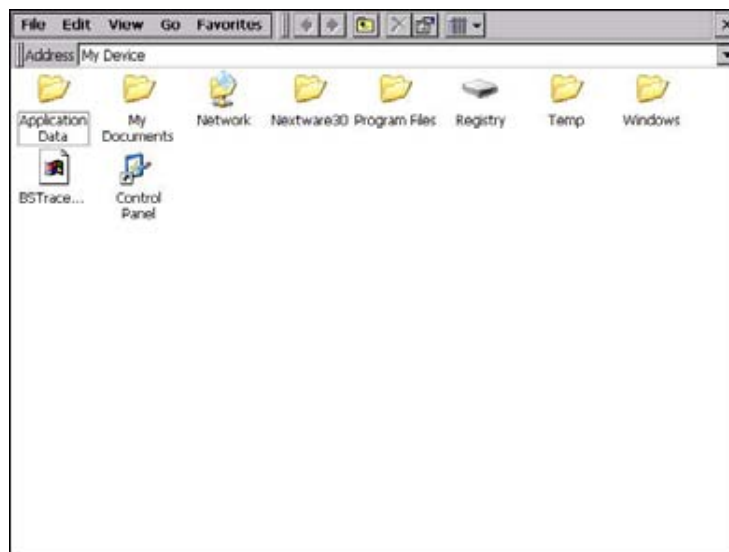 File Edit View Go Favorites
Address My Device
Application Data
My Documents
Network
Nextware30
Program Files
Registry
Temp
Windows
BSTrace...
Control Panel